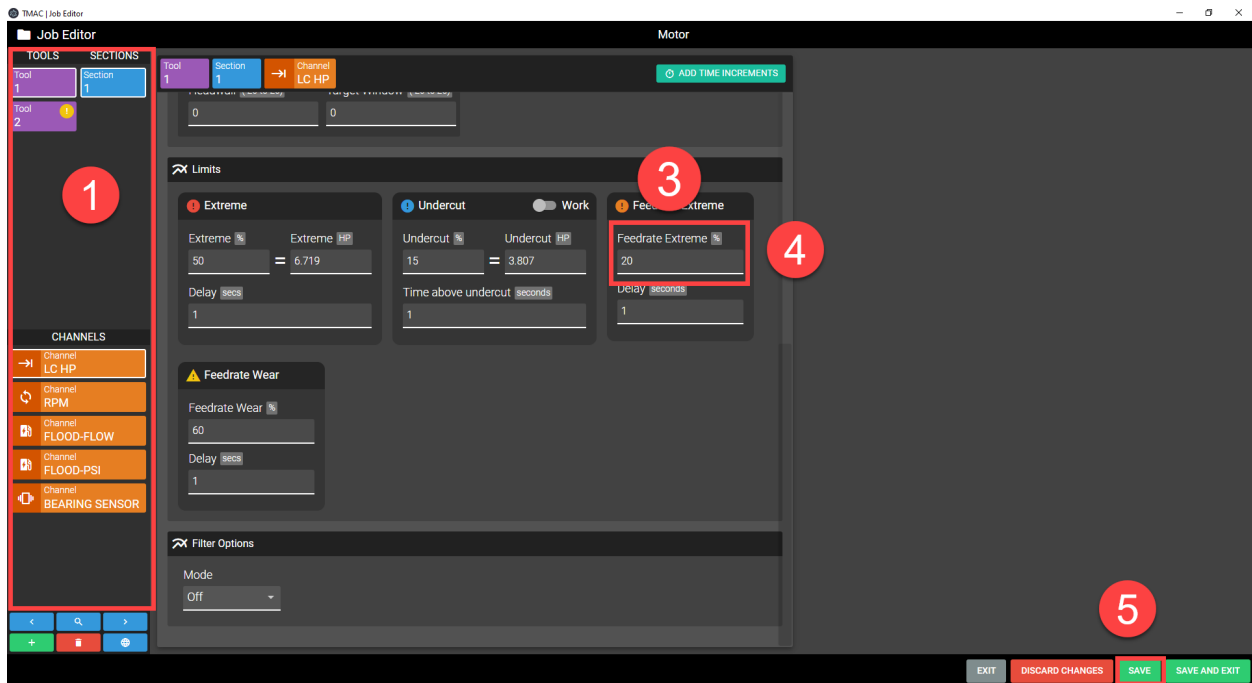 TMAC | Job Editor
Job Editor
Motor
TOOLS SECTIONS
Tool
1
Section
1
Tool
2
1
CHANNELS
Channel
LC HP
Channel
RPM
Channel
FLOOD-FLOW
Channel
FLOOD-PSI
Channel
BEARING SENSOR
Tool
1
Section
1
Channel
LC HP
ADD TIME INCREMENTS
0 0
Limits
3
Extreme
Extreme % Extreme HP
50 = 6.719
Delay secs
1
Undercut Work
Undercut % Undercut HP
15 = 3.807
Time above undercut seconds
1
Extreme
Feedrate Extreme %
20
4
Delay seconds
1
Feedrate Wear
Feedrate Wear %
60
Delay secs
1
Filter Options
Mode
Off
5
EXIT DISCARD CHANGES SAVE SAVE AND EXIT